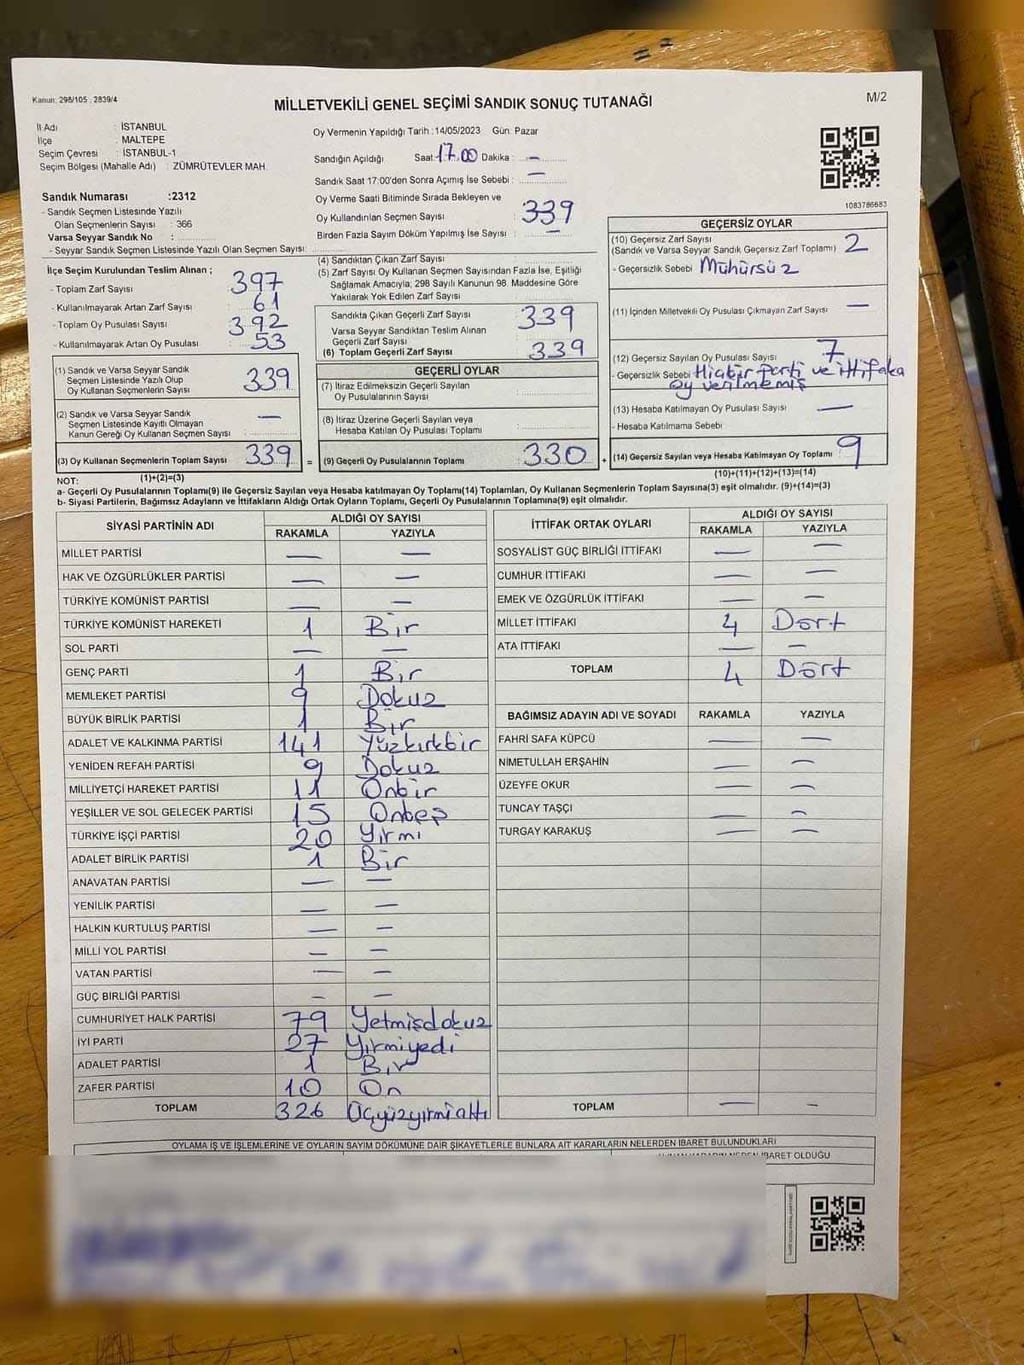 Kanun: 298/105 , 2839/4
MİLLETVEKİLİ GENEL SEÇİMİ SANDIK SONUÇ TUTANAĞI
M/2
İl Adı : İSTANBUL
İlçe : MALTEPE
Seçim Çevresi : İSTANBUL-1
Seçim Bölgesi (Mahalle Adı) : ZÜMRÜTEVLER MAH.
Sandık Numarası :2312
- Sandık Seçmen Listesinde Yazılı
Olan Seçmenlerin Sayısı : 366
Varsa Seyyar Sandık No :
- Seyyar Sandık Seçmen Listesinde Yazılı Olan Seçmen Sayısı:
Oy Vermenin Yapıldığı Tarih :14/05/2023 Gün: Pazar
Sandığın Açıldığı Saat: 17.00 Dakika : —
Sandık Saat 17:00'den Sonra Açımış İse Sebebi : —
Oy Verme Saati Bitiminde Sırada Bekleyen ve
Oy Kullandırılan Seçmen Sayısı : 339
Birden Fazla Sayım Döküm Yapılmış İse Sayısı : —
1083786683
İlçe Seçim Kurulundan Teslim Alınan ;
- Toplam Zarf Sayısı : 397
- Kullanılmayarak Artan Zarf Sayısı : 61
- Toplam Oy Pusulası Sayısı : 392
- Kullanılmayarak Artan Oy Pusulası : 53
(4) Sandıktan Çıkan Zarf Sayısı :
(5) Zarf Sayısı Oy Kullanan Seçmen Sayısından Fazla İse, Eşitliği
Sağlamak Amacıyla; 298 Sayılı Kanunun 98. Maddesine Göre
Yakılarak Yok Edilen Zarf Sayısı :
Sandıkta Çıkan Geçerli Zarf Sayısı : 339
Varsa Seyyar Sandıktan Teslim Alınan
Geçerli Zarf Sayısı :
(6) Toplam Geçerli Zarf Sayısı : 339
GEÇERSİZ OYLAR
(10) Geçersiz Zarf Sayısı
(Sandık ve Varsa Seyyar Sandık Geçersiz Zarf Toplamı) : 2
- Geçersizlik Sebebi : Mühürsüz
(11) İçinden Milletvekili Oy Pusulası Çıkmayan Zarf Sayısı : —
(12) Geçersiz Sayılan Oy Pusulası Sayısı : 7
- Geçersizlik Sebebi : Hiçbir Parti ve ittifaka
oy verilmemiş
(13) Hesaba Katılmayan Oy Pusulası Sayısı : —
- Hesaba Katılmama Sebebi :
(14) Geçersiz Sayılan veya Hesaba Katılmayan Oy Toplamı : 9
(10)+(11)+(12)+(13)=(14)
(1) Sandık ve Varsa Seyyar Sandık
Seçmen Listesinde Yazılı Olup
Oy Kullanan Seçmenlerin Sayısı : 339
(2) Sandık ve Varsa Seyyar Sandık
Seçmen Listesinde Kayıtlı Olmayan
Kanun Gereği Oy Kullanan Seçmen Sayısı : —
(3) Oy Kullanan Seçmenlerin Toplam Sayısı : 339
(1)+(2)=(3)
GEÇERLİ OYLAR
(7) İtiraz Edilmeksizin Geçerli Sayılan
Oy Pusulalarının Sayısı :
(8) İtiraz Üzerine Geçerli Sayılan veya
Hesaba Katılan Oy Pusulası Toplamı :
= (9) Geçerli Oy Pusulalarının Toplamı : 330 +
NOT:
a- Geçerli Oy Pusulalarının Toplamı(9) ile Geçersiz Sayılan veya Hesaba katılmayan Oy Toplamı(14) Toplamları, Oy Kullanan Seçmenlerin Toplam Sayısına(3) eşit olmalıdır. (9)+(14)=(3)
b- Siyasi Partilerin, Bağımsız Adayların ve İttifakların Aldığı Ortak Oyların Toplamı, Geçerli Oy Pusulalarının Toplamına(9) eşit olmalıdır.
SİYASİ PARTİNİN ADI ALDIĞI OY SAYISI
RAKAMLA YAZIYLA
MİLLET PARTİSİ — —
HAK VE ÖZGÜRLÜKLER PARTİSİ — —
TÜRKİYE KOMÜNİST PARTİSİ — —
TÜRKİYE KOMÜNİST HAREKETİ 1 Bir
SOL PARTİ — —
GENÇ PARTİ 1 Bir
MEMLEKET PARTİSİ 9 Dokuz
BÜYÜK BİRLİK PARTİSİ 1 Bir
ADALET VE KALKINMA PARTİSİ 141 Yüzkırkbir
YENİDEN REFAH PARTİSİ 9 Dokuz
MİLLİYETÇİ HAREKET PARTİSİ 11 Onbir
YEŞİLLER VE SOL GELECEK PARTİSİ 15 Onbeş
TÜRKİYE İŞÇİ PARTİSİ 20 Yirmi
ADALET BİRLİK PARTİSİ 1 Bir
ANAVATAN PARTİSİ — —
YENİLİK PARTİSİ — —
HALKIN KURTULUŞ PARTİSİ — —
MİLLİ YOL PARTİSİ — —
VATAN PARTİSİ — —
GÜÇ BİRLİĞİ PARTİSİ — —
CUMHURİYET HALK PARTİSİ 79 Yetmişdokuz
İYİ PARTİ 27 Yirmiyedi
ADALET PARTİSİ 1 Bir
ZAFER PARTİSİ 10 On
TOPLAM 326 Üçyüzyirmialtı
İTTİFAK ORTAK OYLARI ALDIĞI OY SAYISI
RAKAMLA YAZIYLA
SOSYALİST GÜÇ BİRLİĞİ İTTİFAKI — —
CUMHUR İTTİFAKI — —
EMEK VE ÖZGÜRLÜK İTTİFAKI — —
MİLLET İTTİFAKI 4 Dört
ATA İTTİFAKI — —
TOPLAM 4 Dört
BAĞIMSIZ ADAYIN ADI VE SOYADI RAKAMLA YAZIYLA
FAHRİ SAFA KÜPCÜ — —
NİMETULLAH ERŞAHİN — —
ÜZEYFE OKUR — —
TUNCAY TAŞÇI — —
TURGAY KARAKUŞ — —
TOPLAM — —
OYLAMA İŞ VE İŞLEMLERİNE VE OYLARIN SAYIM DÖKÜMÜNE DAİR ŞİKAYETLERLE BUNLARA AİT KARARLARIN NELERDEN İBARET BULUNDUKLARI
İBARET OLDUĞU